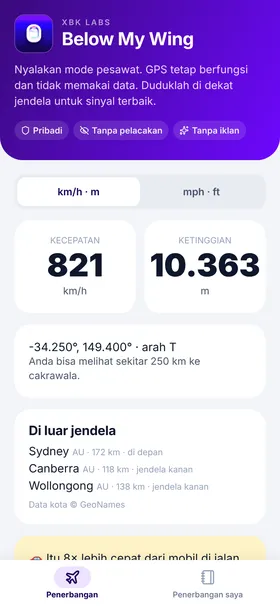 XBK LABS
Below My Wing
Nyalakan mode pesawat. GPS tetap berfungsi
dan tidak memakai data. Duduklah di dekat
jendela untuk sinyal terbaik.
Pribadi
Tanpa pelacakan
Tanpa iklan
km/h · m
mph · ft
KECEPATAN
821
km/h
KETINGGIAN
10.363
m
-34.250°, 149.400° · arah T
Anda bisa melihat sekitar 250 km ke
cakrawala.
Di luar jendela
Sydney AU · 172 km · di depan
Canberra AU · 118 km · jendela kanan
Wollongong AU · 138 km · jendela kanan
Data kota © GeoNames
Itu 8× lebih cepat dari mobil di jalan
Penerbangan
Penerbangan saya